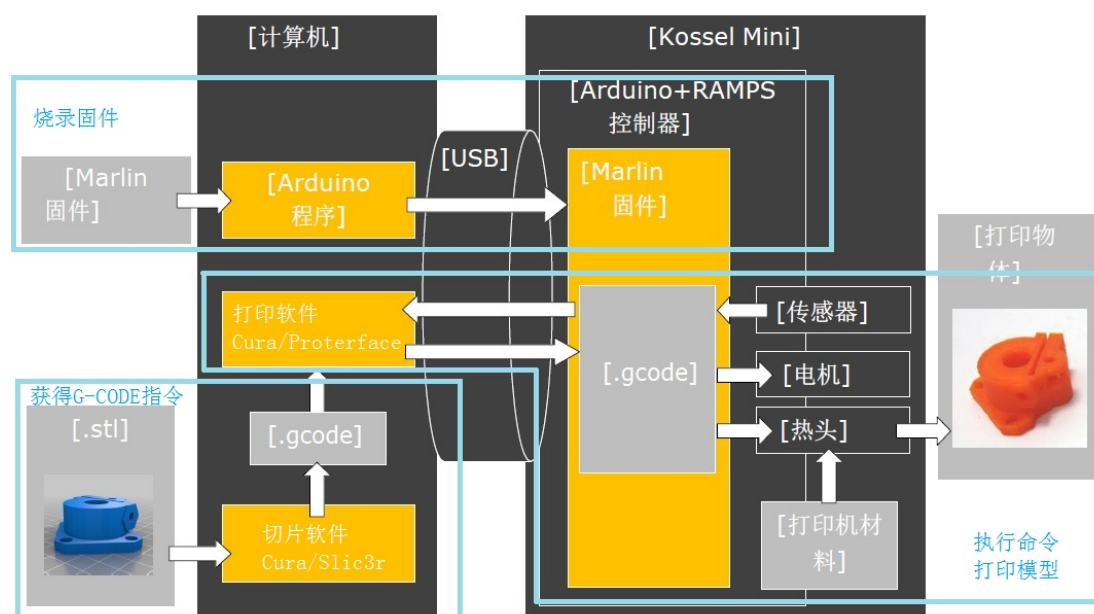 [计算机]
[Kossel Mini]
烧录固件
[Marlin
固件]
[Arduino
程序]
[USB]
[Arduino+RAMPS
控制器]
[Marlin
固件]
[打印物
体]
打印软件
Cura/Proterface
[.gcode]
[传感器]
[电机]
[热头]
获得G-CODE指令
[.stl]
[.gcode]
切片软件
Cura/Slic3r
[打印机材
料]
执行命令
打印模型